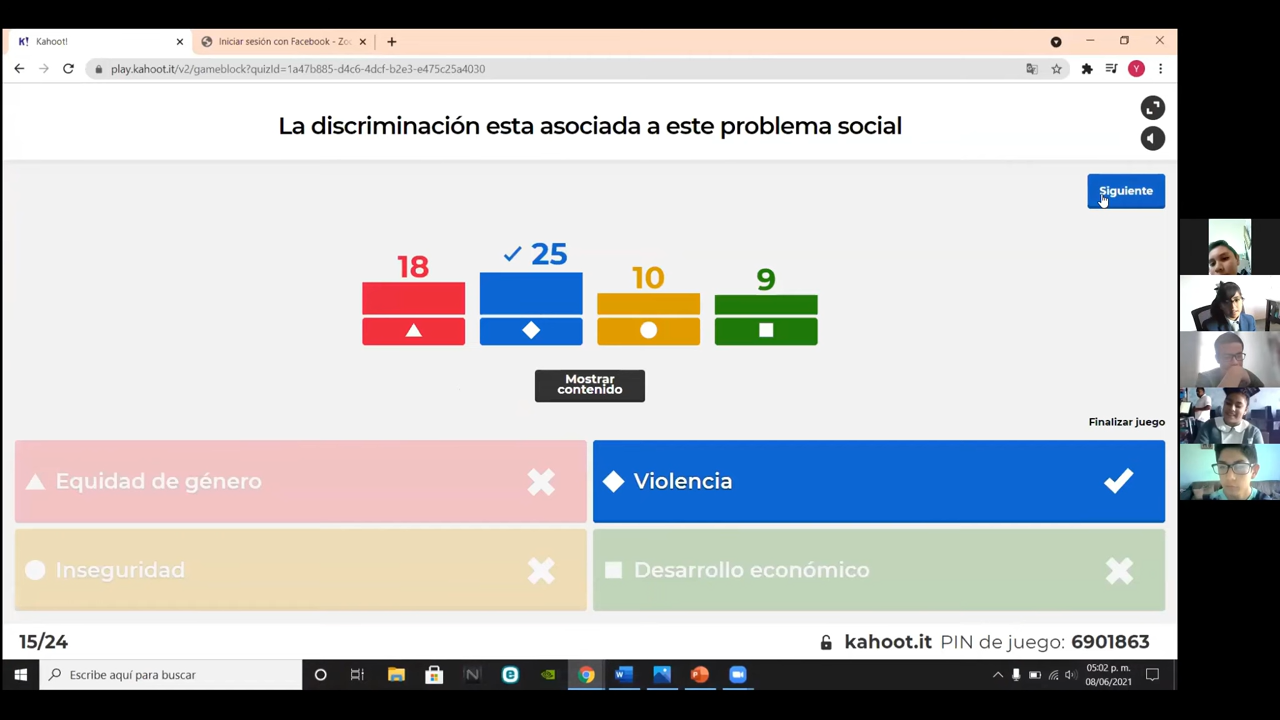 K! Kahoot!
Iniciar sesión con Facebook - Zoo
play.kahoot.it/v2/gameblock?quizId=1a47b885-d4c6-4dcf-b2e3-e475c25a4030
Y
La discriminación esta asociada a este problema social
Siguiente
18
25
10
9
Mostrar
contenido
Finalizar juego
Equidad de género
Violencia
Inseguridad
Desarrollo económico
15/24
kahoot.it PIN de juego: 6901863
Escribe aquí para buscar
05:02 p. m.
08/06/2021